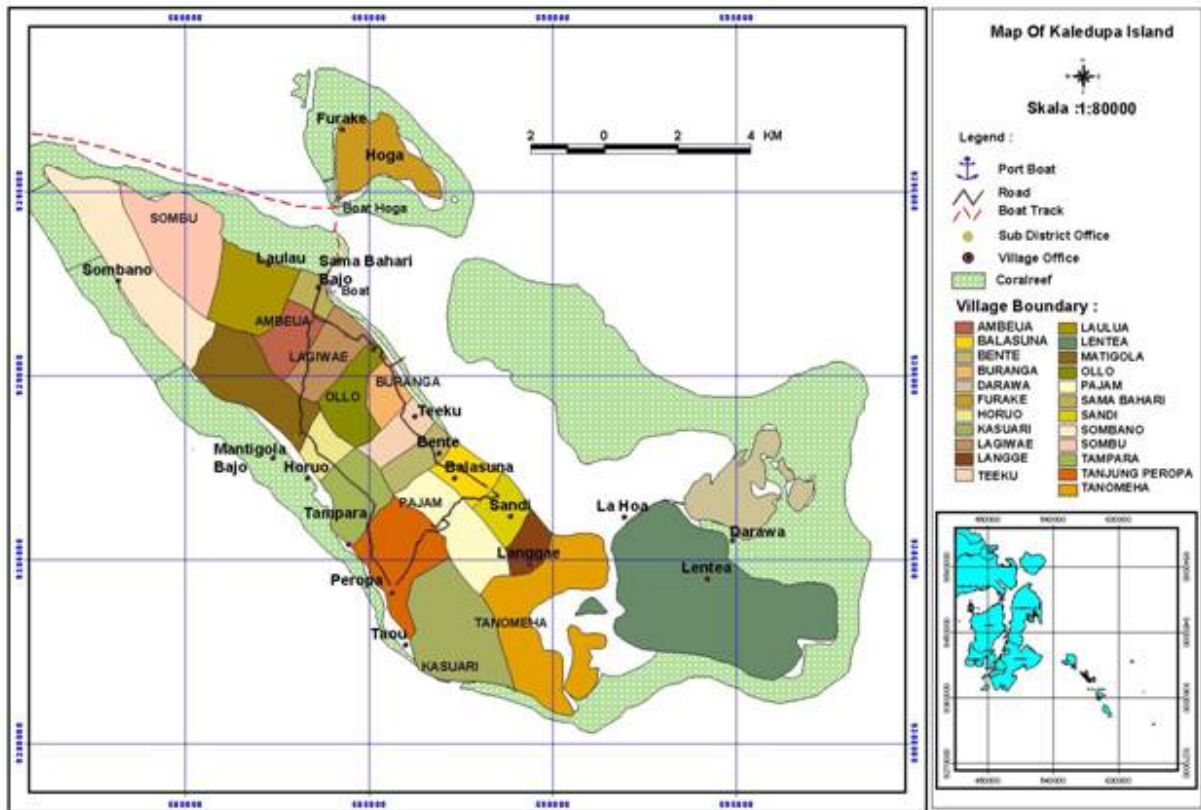 Map Of Kaledupa Island
Skala :1:80000
Legend :
Port Boat
Road
Boat Track
Sub District Office
Village Office
Coralreef
Village Boundary :
AMBEUA
BALASUNA
BENTE
BURANGA
DARAWA
FURAKE
HORUO
KASUARI
LAGIWAE
LANGGE
TEEKU
LAULUA
LENTEA
MATIGOLA
OLLO
PAJAM
SAMA BAHARI
SANDI
SOMBANO
SOMBU
TAMPARA
TANJUNG PEROPA
TANOMEHA
2 0 2 4 KM
Furake
Hoga
Boat Hoga
SOMBU
Laulau
Sama Bahari
Bajo
Boat
Sombano
AMBEUA
LAGIWAE
BURANGA
OLLO
Teeku
Bente
Mantigola
Bajo
Horuo
Balasuna
PAJAM
Sandi
Tampara
La Hoa
Darawa
Langgae
Lentea
Peropa
TANOMEHA
Taou
KASUARI